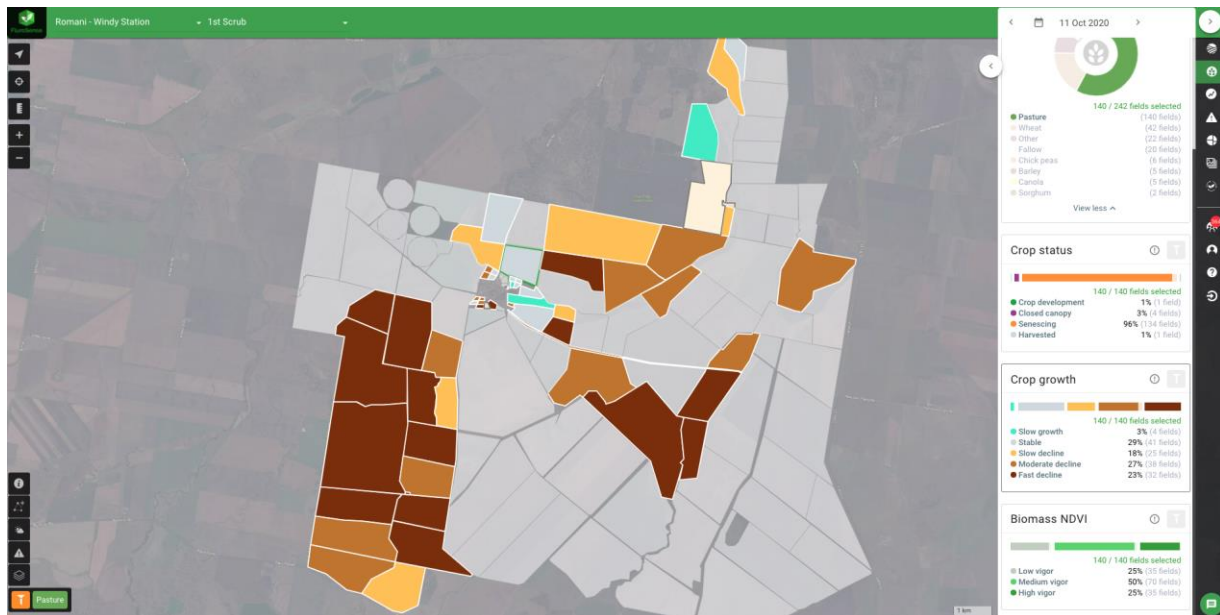 FluroSense
Romani - Windy Station
1st Scrub
11 Oct 2020
140 / 242 fields selected
Pasture (140 fields)
Wheat (42 fields)
Other (22 fields)
Fallow (20 fields)
Chick peas (6 fields)
Barley (5 fields)
Canola (5 fields)
Sorghum (2 fields)
View less
Crop status
T
140 / 140 fields selected
Crop development 1% (1 field)
Closed canopy 3% (4 fields)
Senescing 96% (134 fields)
Harvested 1% (1 field)
Crop growth
T
140 / 140 fields selected
Slow growth 3% (4 fields)
Stable 29% (41 fields)
Slow decline 18% (25 fields)
Moderate decline 27% (38 fields)
Fast decline 23% (32 fields)
Biomass NDVI
T
140 / 140 fields selected
Low vigor 25% (35 fields)
Medium vigor 50% (70 fields)
High vigor 25% (35 fields)
T Pasture
1 km